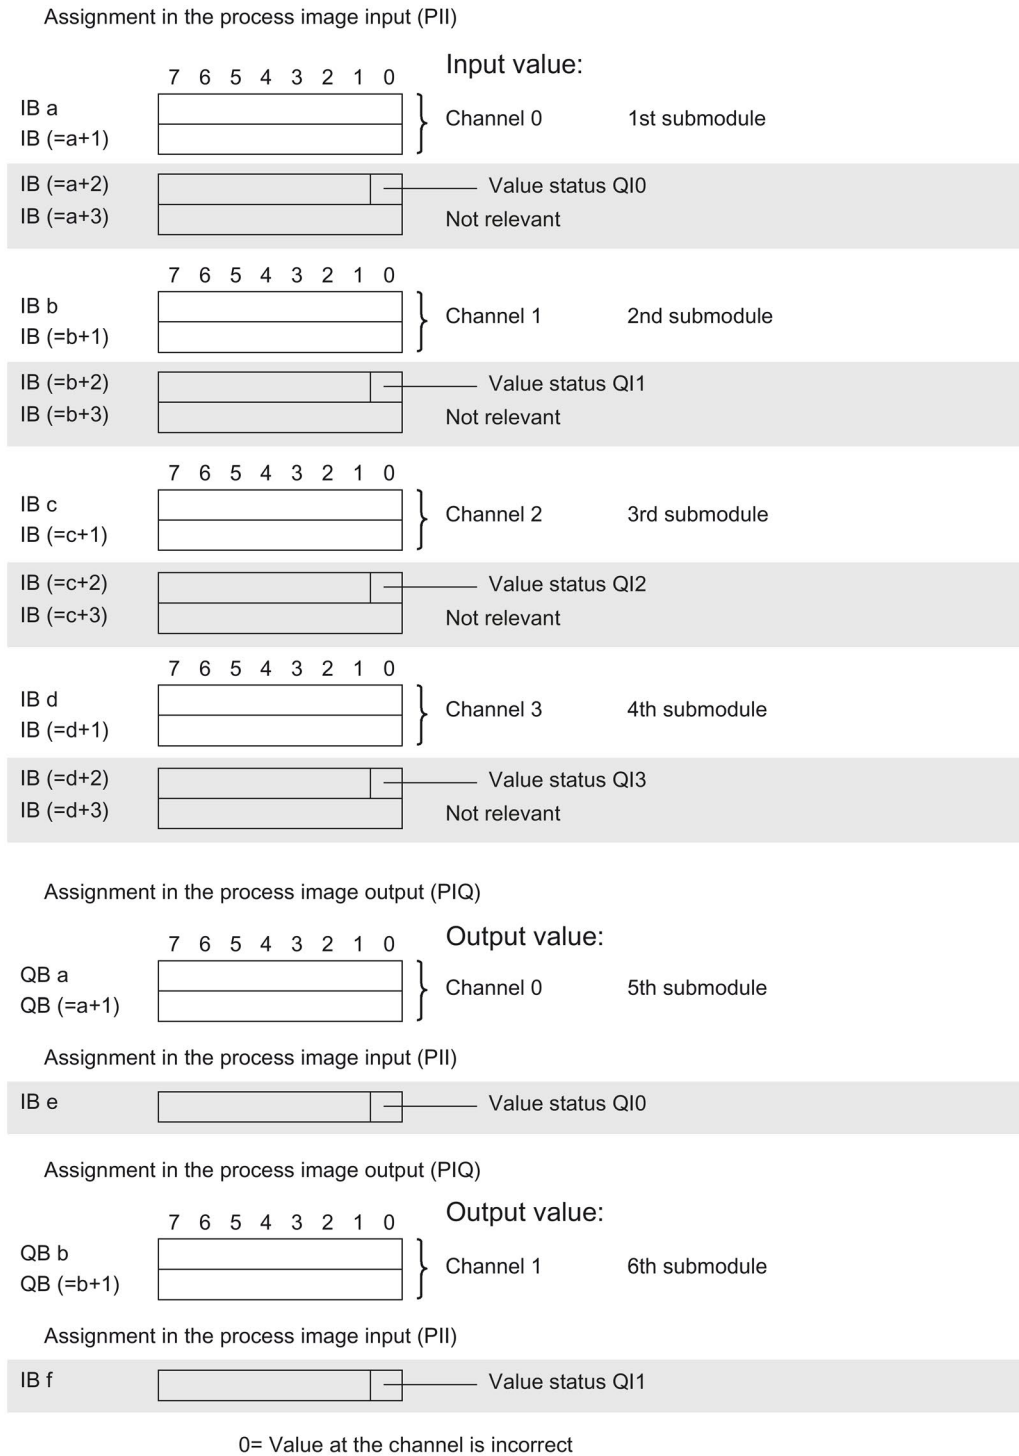 Assignment in the process image input (PII)
Input value:
7 6 5 4 3 2 1 0
IB a
Channel 0 1st submodule
IB (=a+1)
IB (=a+2) Value status QI0
IB (=a+3) Not relevant
7 6 5 4 3 2 1 0
IB b
Channel 1 2nd submodule
IB (=b+1)
IB (=b+2) Value status QI1
IB (=b+3) Not relevant
7 6 5 4 3 2 1 0
IB c
Channel 2 3rd submodule
IB (=c+1)
IB (=c+2) Value status QI2
IB (=c+3) Not relevant
7 6 5 4 3 2 1 0
IB d
Channel 3 4th submodule
IB (=d+1)
IB (=d+2) Value status QI3
IB (=d+3) Not relevant
Assignment in the process image output (PIQ)
Output value:
7 6 5 4 3 2 1 0
QB a
Channel 0 5th submodule
QB (=a+1)
Assignment in the process image input (PII)
IB e Value status QI0
Assignment in the process image output (PIQ)
Output value:
7 6 5 4 3 2 1 0
QB b
Channel 1 6th submodule
QB (=b+1)
Assignment in the process image input (PII)
IB f Value status QI1
0= Value at the channel is incorrect